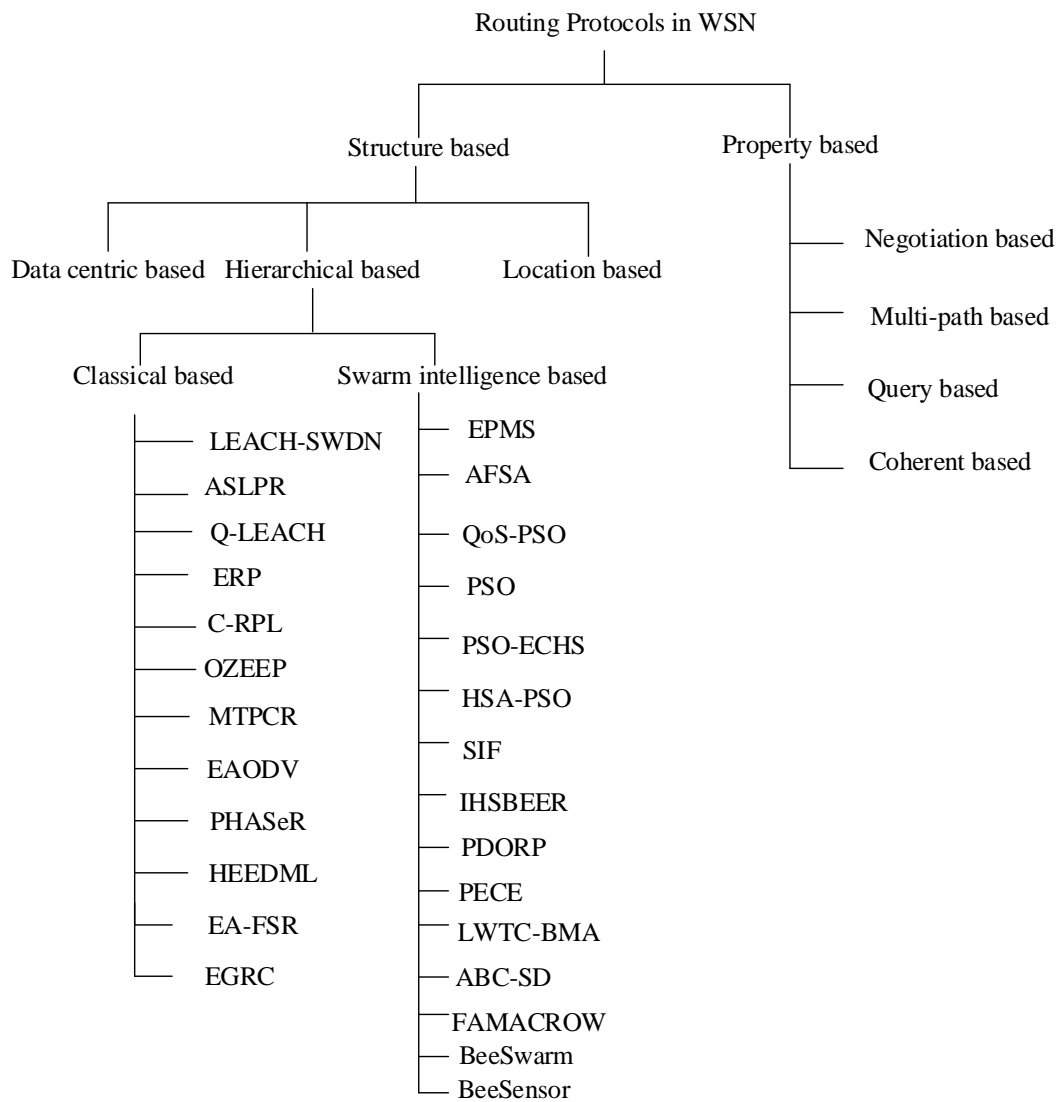 Routing Protocols in WSN
Structure based
Property based
Data centric based
Hierarchical based
Location based
Negotiation based
Multi-path based
Query based
Coherent based
Classical based
Swarm intelligence based
LEACH-SWDN
ASLPR
Q-LEACH
ERP
C-RPL
OZEEP
MTPCR
EAODV
PHASeR
HEEDML
EA-FSR
EGRC
EPMS
AFSA
QoS-PSO
PSO
PSO-ECHS
HSA-PSO
SIF
IHSBEER
PDORP
PECE
LWTC-BMA
ABC-SD
FAMACROW
BeeSwarm
BeeSensor